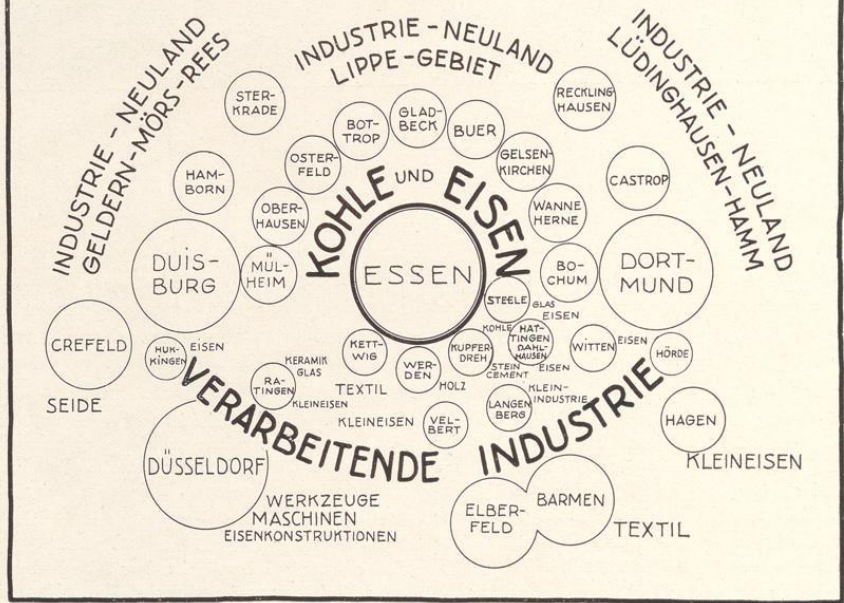 INDUSTRIE - NEULAND
GELDERN-MÖRS-REES
INDUSTRIE - NEULAND
LIPPE-GEBIET
INDUSTRIE - NEULAND
LÜDINGHAUSEN-HAMM
STER-
KRADE
BOT-
TROP
GLAD-
BECK
BUER
RECKLING
HAUSEN
OSTER-
FELD
GELSEN-
KIRCHEN
HAM-
BORN
CASTROP
OBER-
HAUSEN
WANNE
HERNE
KOHLE UND EISEN
DUIS-
BURG
MÜL-
HEIM
ESSEN
BO-
CHUM
DORT-
MUND
STEELE
GLAS
EISEN
CREFELD
SEIDE
HUK-
KINGEN
EISEN
KETT-
WIG
WER-
DEN
KUPFER
DREH
KOHLE
HAT-
TINGEN
DAHL-
HAUSEN
WITTEN
EISEN
HÖRDE
KERAMIK
GLAS
RA-
TINGEN
KLEINEISEN
TEXTIL
HOLZ
STEIN
CEMENT
EISEN
KLEIN-
INDUSTRIE
LANGEN
BERG
KLEINEISEN
VEL-
BERT
HAGEN
KLEINEISEN
VERARBEITENDE INDUSTRIE
DÜSSELDORF
WERKZEUGE
MASCHINEN
EISENKONSTRUKTIONEN
ELBER-
FELD
BARMEN
TEXTIL